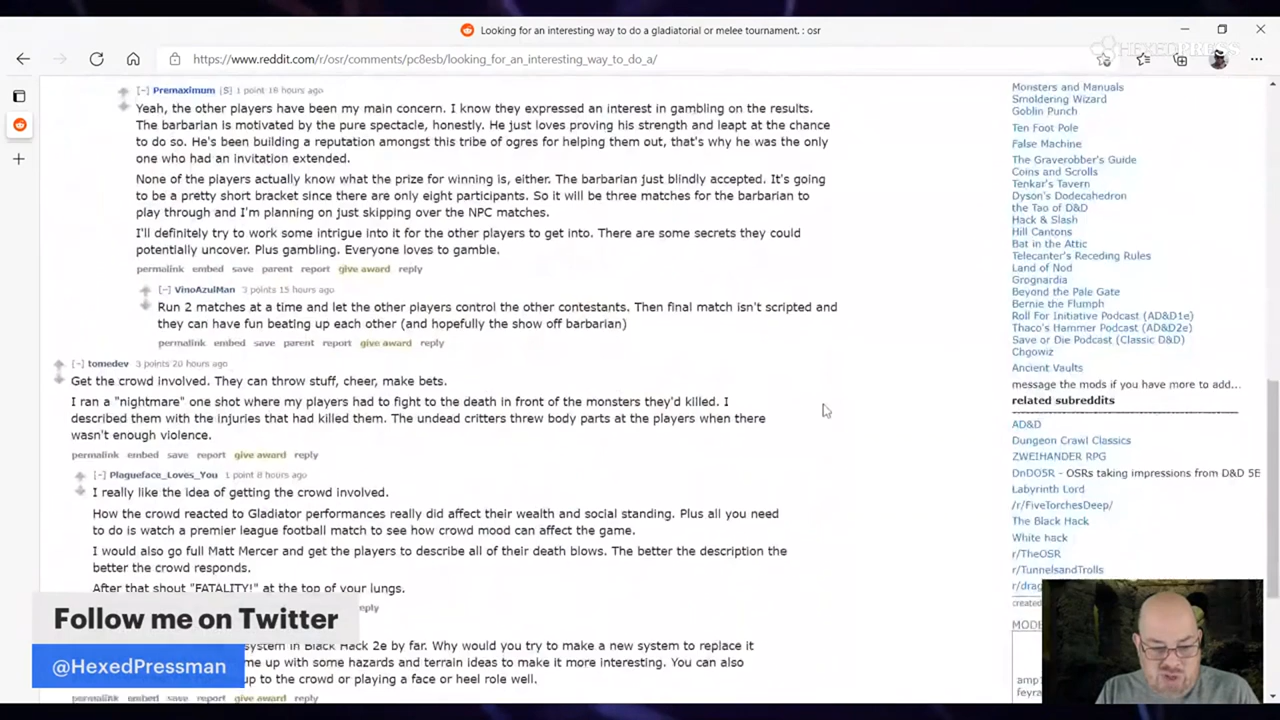 Looking for an interesting way to do a gladiatorial or melee tournament. : osr
HEXEDPRESS
https://www.reddit.com/r/osr/comments/pc8esb/looking_for_an_interesting_way_to_do_a/
[-] Premaximum [S] 1 point 16 hours ago
Yeah, the other players have been my main concern. I know they expressed an interest in gambling on the results.
The barbarian is motivated by the pure spectacle, honestly. He just loves proving his strength and leapt at the chance
to do so. He's been building a reputation amongst this tribe of ogres for helping them out, that's why he was the only
one who had an invitation extended.
None of the players actually know what the prize for winning is, either. The barbarian just blindly accepted. It's going
to be a pretty short bracket since there are only eight participants. So it will be three matches for the barbarian to
play through and I'm planning on just skipping over the NPC matches.
I'll definitely try to work some intrigue into it for the other players to get into. There are some secrets they could
potentially uncover. Plus gambling. Everyone loves to gamble.
permalink embed save parent report give award reply
[-] VinoAzulMan 3 points 15 hours ago
Run 2 matches at a time and let the other players control the other contestants. Then final match isn't scripted and
they can have fun beating up each other (and hopefully the show off barbarian)
permalink embed save parent report give award reply
[-] tomedev 3 points 20 hours ago
Get the crowd involved. They can throw stuff, cheer, make bets.
I ran a "nightmare" one shot where my players had to fight to the death in front of the monsters they'd killed. I
described them with the injuries that had killed them. The undead critters threw body parts at the players when there
wasn't enough violence.
permalink embed save report give award reply
[-] Plagueface_Loves_You 1 point 8 hours ago
I really like the idea of getting the crowd involved.
How the crowd reacted to Gladiator performances really did affect their wealth and social standing. Plus all you need
to do is watch a premier league football match to see how crowd mood can affect the game.
I would also go full Matt Mercer and get the players to describe all of their death blows. The better the description the
better the crowd responds.
After that shout "FATALITY!" at the top of your lungs.
reply
system in Black Hack 2e by far. Why would you try to make a new system to replace it
me up with some hazards and terrain ideas to make it more interesting. You can also
up to the crowd or playing a face or heel role well.
permalink embed save report give award reply
Follow me on Twitter
@HexedPressman
Monsters and Manuals
Smoldering Wizard
Goblin Punch
Ten Foot Pole
False Machine
The Graverobber's Guide
Coins and Scrolls
Tenkar's Tavern
Dyson's Dodecahedron
the Tao of D&D
Hack & Slash
Hill Cantons
Bat in the Attic
Telecanter's Receding Rules
Land of Nod
Grognardia
Beyond the Pale Gate
Bernie the Flumph
Roll For Initiative Podcast (AD&D1e)
Thaco's Hammer Podcast (AD&D2e)
Save or Die Podcast (Classic D&D)
Chgowiz
Ancient Vaults
message the mods if you have more to add...
related subreddits
AD&D
Dungeon Crawl Classics
ZWEIHANDER RPG
DnDO5R - OSRs taking impressions from D&D 5E
Labyrinth Lord
/r/FiveTorchesDeep/
The Black Hack
White hack
r/TheOSR
r/TunnelsandTrolls
r/drag
created
MODE
amp1
feyra